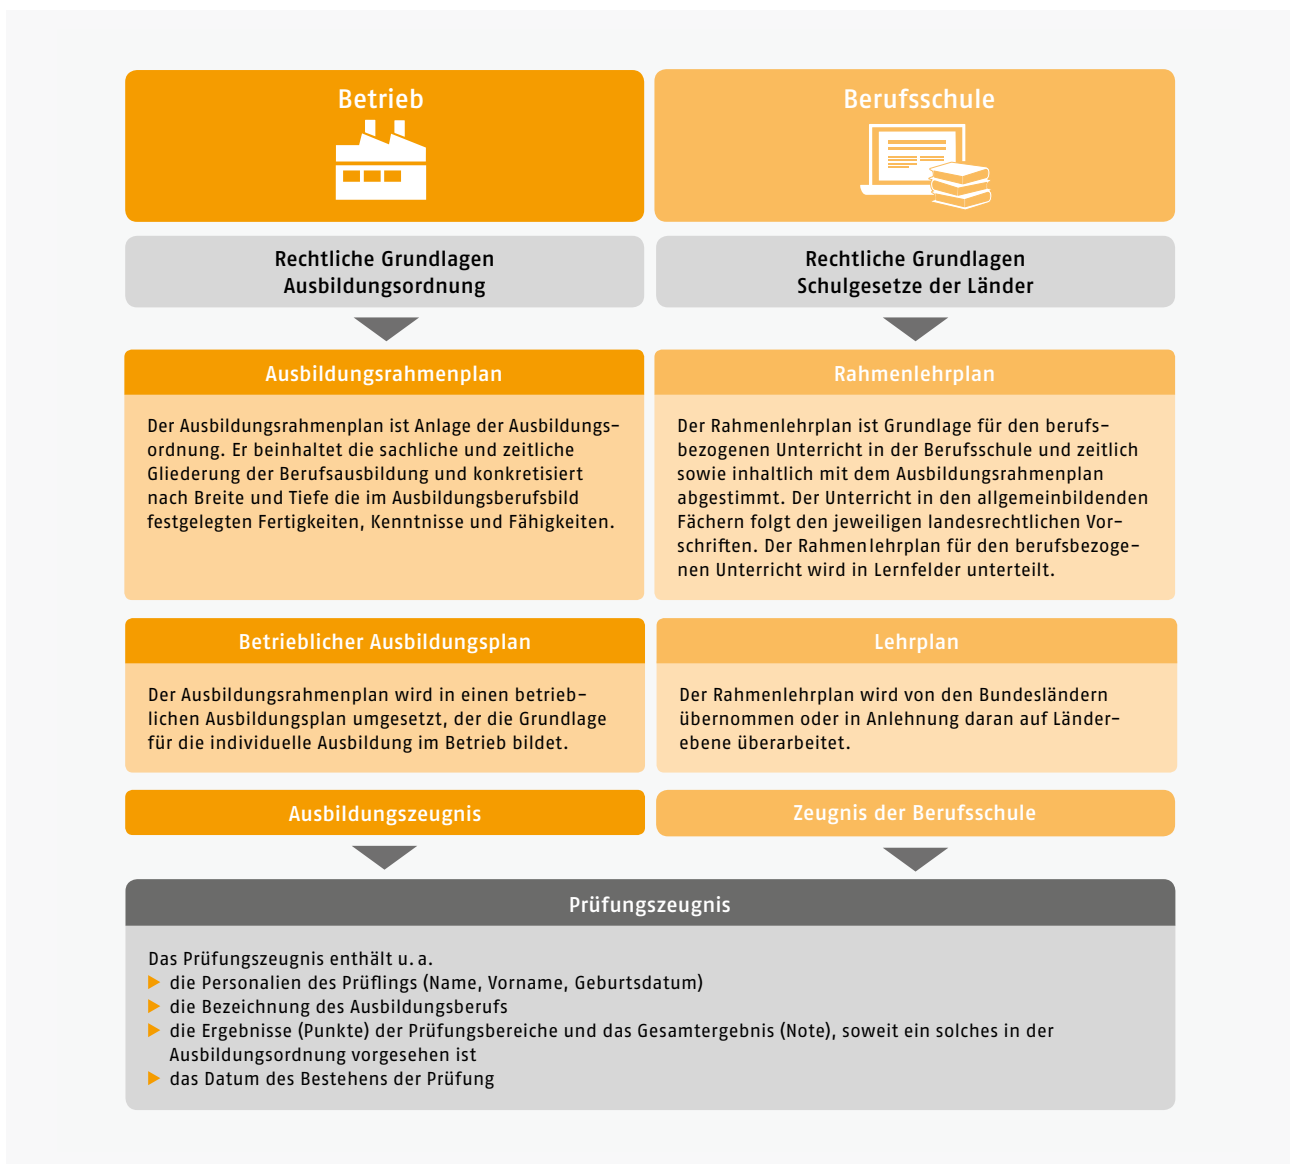 Betrieb
Berufsschule
Rechtliche Grundlagen
Ausbildungsordnung
Rechtliche Grundlagen
Schulgesetze der Länder
Ausbildungsrahmenplan
Der Ausbildungsrahmenplan ist Anlage der Ausbildungs-
ordnung. Er beinhaltet die sachliche und zeitliche
Gliederung der Berufsausbildung und konkretisiert
nach Breite und Tiefe die im Ausbildungsberufsbild
festgelegten Fertigkeiten, Kenntnisse und Fähigkeiten.
Rahmenlehrplan
Der Rahmenlehrplan ist Grundlage für den berufs-
bezogenen Unterricht in der Berufsschule und zeitlich
sowie inhaltlich mit dem Ausbildungsrahmenplan
abgestimmt. Der Unterricht in den allgemeinbildenden
Fächern folgt den jeweiligen landesrechtlichen Vor-
schriften. Der Rahmenlehrplan für den berufsbezoge-
nen Unterricht wird in Lernfelder unterteilt.
Betrieblicher Ausbildungsplan
Der Ausbildungsrahmenplan wird in einen betrieb-
lichen Ausbildungsplan umgesetzt, der die Grundlage
für die individuelle Ausbildung im Betrieb bildet.
Lehrplan
Der Rahmenlehrplan wird von den Bundesländern
übernommen oder in Anlehnung daran auf Länder-
ebene überarbeitet.
Ausbildungszeugnis
Zeugnis der Berufsschule
Prüfungszeugnis
Das Prüfungszeugnis enthält u. a.
▶ die Personalien des Prüflings (Name, Vorname, Geburtsdatum)
▶ die Bezeichnung des Ausbildungsberufs
▶ die Ergebnisse (Punkte) der Prüfungsbereiche und das Gesamtergebnis (Note), soweit ein solches in der
Ausbildungsordnung vorgesehen ist
▶ das Datum des Bestehens der Prüfung